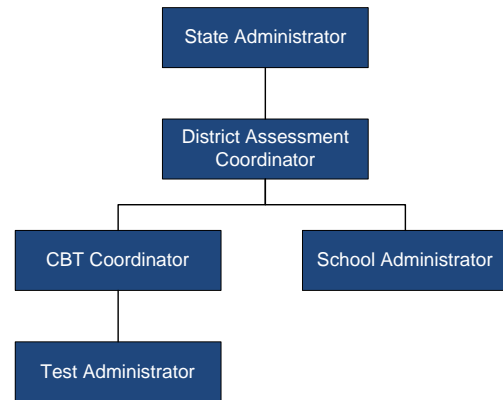 State Administrator
District Assessment
Coordinator
CBT Coordinator
School Administrator
Test Administrator